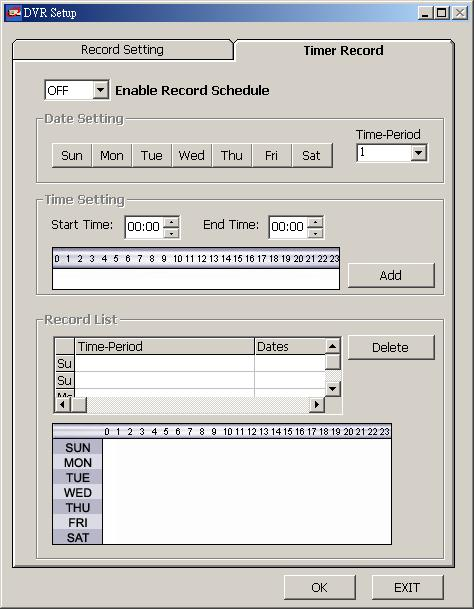 DVR Setup
Record Setting
Timer Record
OFF Enable Record Schedule
Date Setting
Time-Period
Sun Mon Tue Wed Thu Fri Sat
1
Time Setting
Start Time: 00:00 End Time: 00:00
0 1 2 3 4 5 6 7 8 9 10 11 12 13 14 15 16 17 18 19 20 21 22 23
Add
Record List
Time-Period Dates
Delete
Su
Su
0 1 2 3 4 5 6 7 8 9 10 11 12 13 14 15 16 17 18 19 20 21 22 23
SUN
MON
TUE
WED
THU
FRI
SAT
OK EXIT